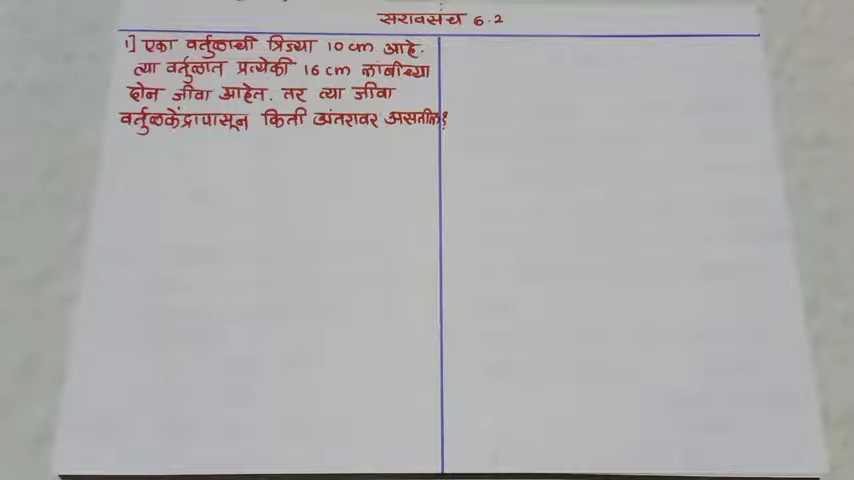 सरावसंच 6.2
1] एका वर्तुळाची त्रिज्या 10 cm आहे.
त्या वर्तुळात प्रत्येकी 16 cm लांबीच्या
दोन जीवा आहेत. तर त्या जीवा
वर्तुळकेंद्रापासून किती अंतरावर असतील?